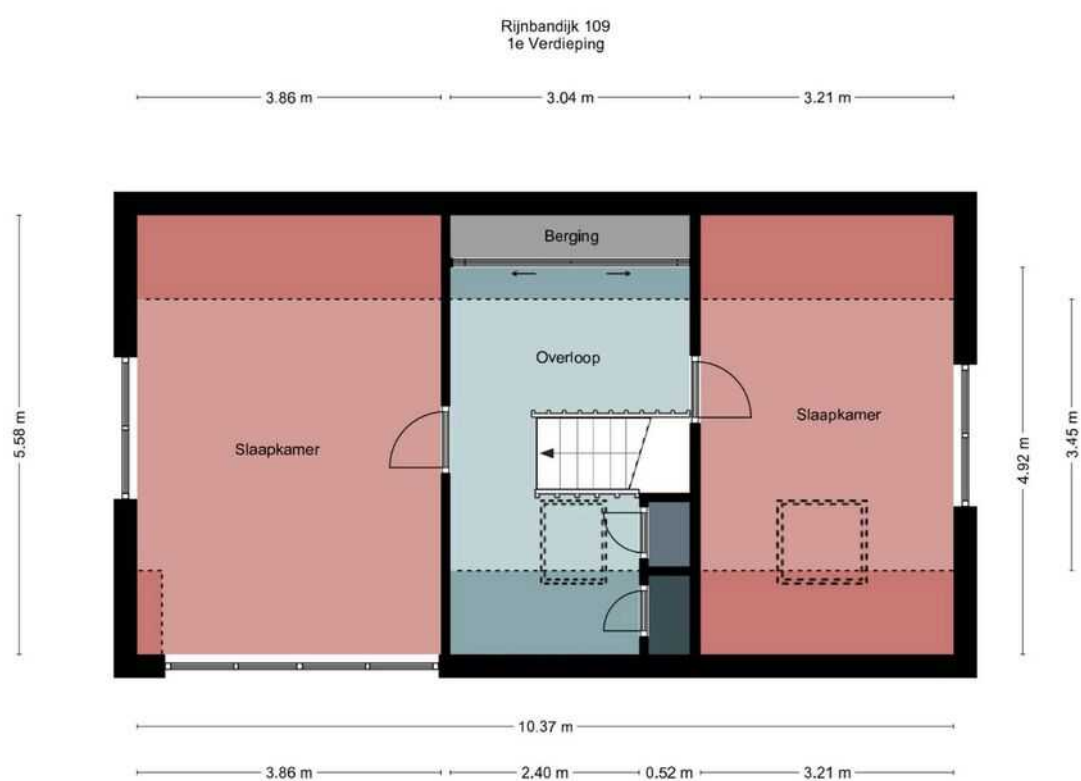 Rijnbandijk 109
1e Verdieping
3.86 m
3.04 m
3.21 m
Berging
Overloop
Slaapkamer
Slaapkamer
5.58 m
4.92 m
3.45 m
10.37 m
3.86 m
2.40 m
0.52 m
3.21 m